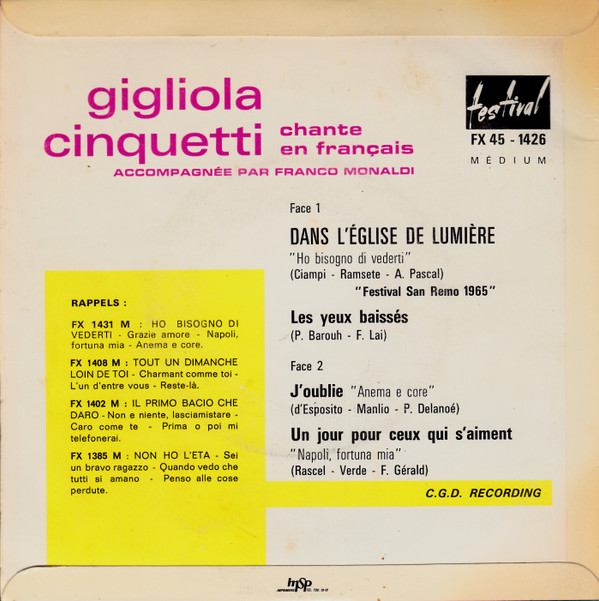 gigliola
cinquetti chante
en français
ACCOMPAGNÉE PAR FRANCO MONALDI
festival
FX 45 - 1426
MÉDIUM
Face 1
DANS L'ÉGLISE DE LUMIÈRE
"Ho bisogno di vederti"
(Ciampi - Ramsete - A. Pascal)
"Festival San Remo 1965"
Les yeux baissés
(P. Barouh - F. Lai)
Face 2
J'oublie "Anema e core"
(d'Esposito - Manlio - P. Delanoé)
Un jour pour ceux qui s'aiment
"Napoli, fortuna mia"
(Rascel - Verde - F. Gérald)
C.G.D. RECORDING
RAPPELS :
FX 1431 M : HO BISOGNO DI
VEDERTI - Grazie amore - Napoli,
fortuna mia - Anema e core.
FX 1408 M : TOUT UN DIMANCHE
LOIN DE TOI - Charmant comme toi -
L'un d'entre vous - Reste-là.
FX 1402 M : IL PRIMO BACIO CHE
DARO - Non e niente, lasciamistare -
Caro come te - Prima o poi mi
telefonerai.
FX 1385 M : NON HO L'ETA - Sei
un bravo ragazzo - Quando vedo che
tutti si amano - Penso alle cose
perdute.